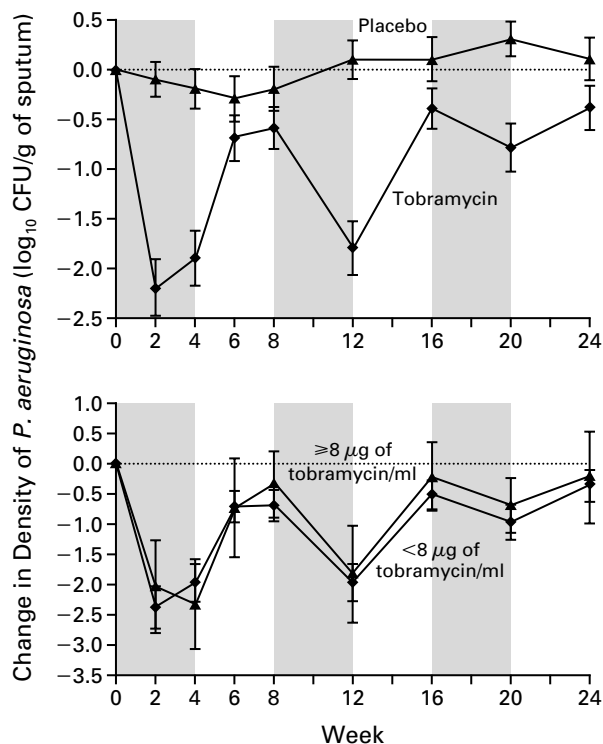 Change in Density of P. aeruginosa (log₁₀ CFU/g of sputum)
0.5
0.0
−0.5
−1.0
−1.5
−2.0
−2.5
Placebo
Tobramycin
0 2 4 6 8 12 16 20 24
1.0
0.5
0.0
−0.5
−1.0
−1.5
−2.0
−2.5
−3.0
−3.5
≥8 µg of
tobramycin/ml
<8 µg of
tobramycin/ml
0 2 4 6 8 12 16 20 24
Week